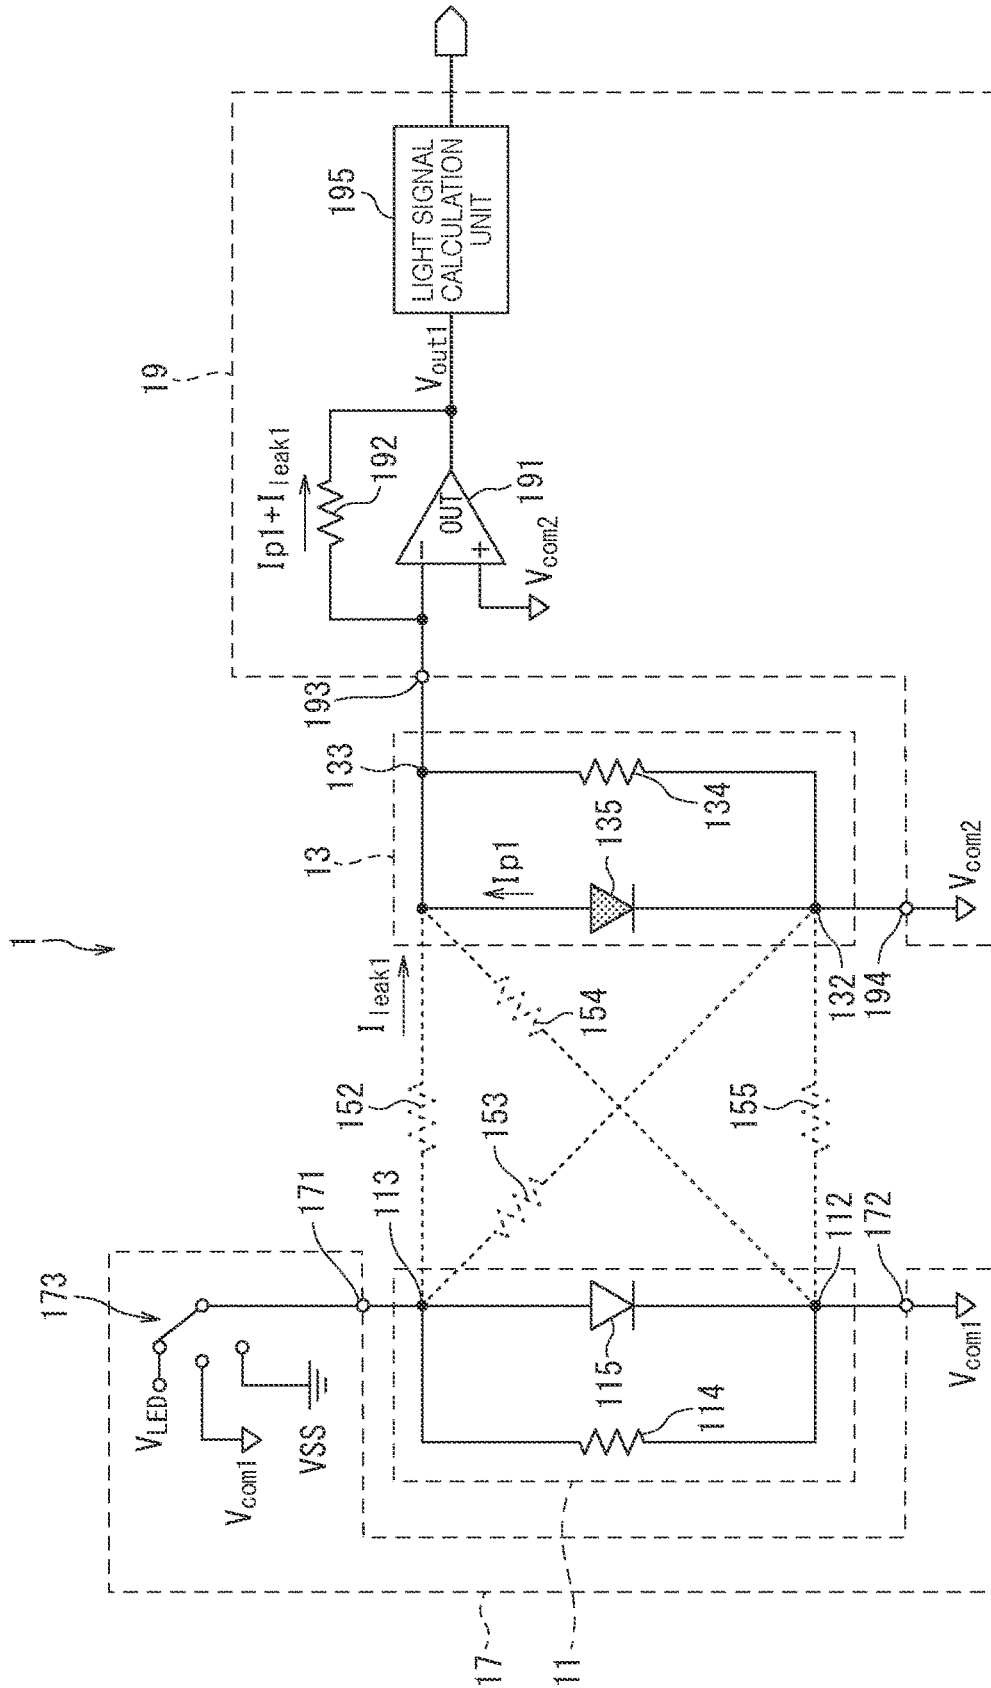 1
19
195
LIGHT SIGNAL
CALCULATION
UNIT
Vout1
Ip1+Ileak1
192
OUT
191
−
+
Vcom2
193
133
13
Ip1
135
134
Ileak1
152
153
154
155
132
194
Vcom2
173
171
113
VLED
Vcom1
VSS
115
114
112
172
Vcom1
17
11